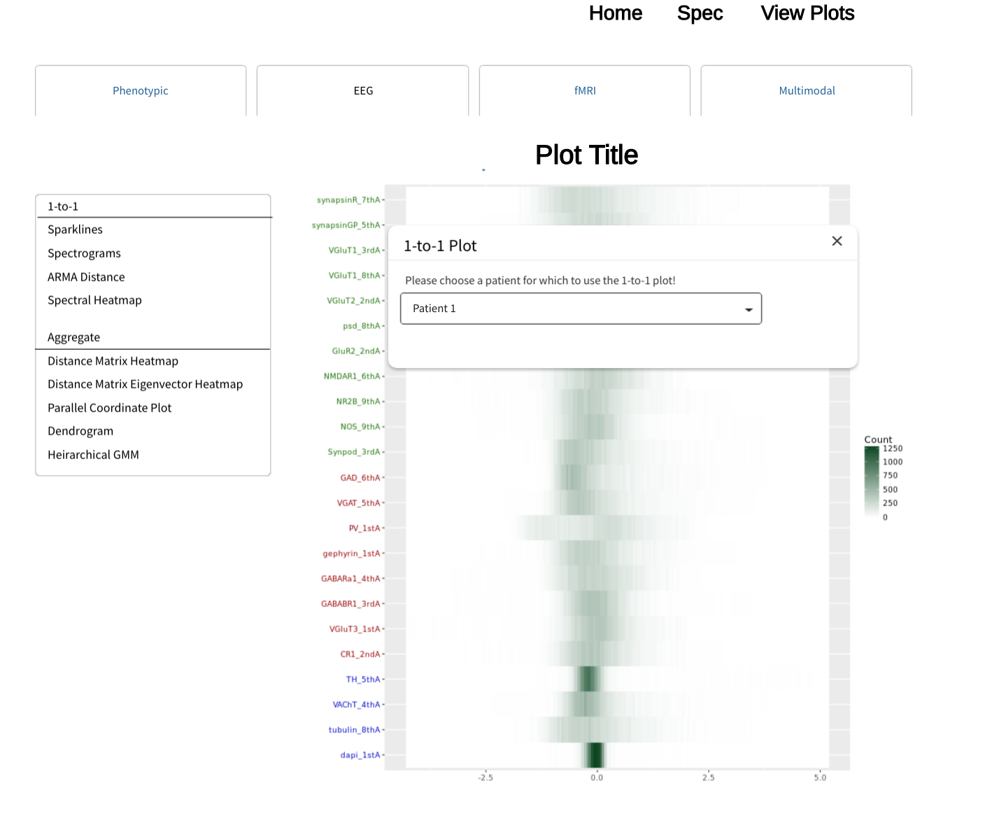 Home Spec View Plots
Phenotypic EEG fMRI Multimodal
Plot Title
1-to-1
Sparklines
Spectrograms
ARMA Distance
Spectral Heatmap
Aggregate
Distance Matrix Heatmap
Distance Matrix Eigenvector Heatmap
Parallel Coordinate Plot
Dendrogram
Heirarchical GMM
synapsinR_7thA
synapsinGP_5thA
VGluT1_3rdA
VGluT1_8thA
VGluT2_2ndA
psd_8thA
GluR2_2ndA
NMDAR1_6thA
NR2B_9thA
NOS_9thA
Synpod_3rdA
GAD_6thA
VGAT_5thA
PV_1stA
gephyrin_1stA
GABARa1_4thA
GABABR1_3rdA
VGluT3_1stA
CR1_2ndA
TH_5thA
VAChT_4thA
tubulin_8thA
dapi_1stA
-2.5 0.0 2.5 5.0
1-to-1 Plot
Please choose a patient for which to use the 1-to-1 plot!
Patient 1
Count
1250
1000
750
500
250
0